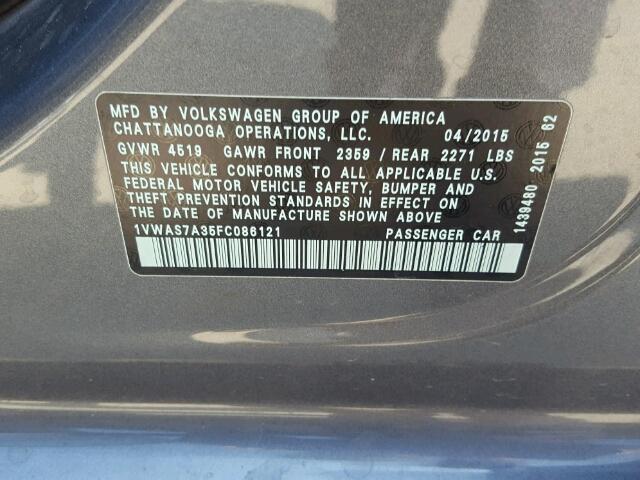 MFD BY VOLKSWAGEN GROUP OF AMERICA
CHATTANOOGA OPERATIONS, LLC. 04/2015
GVWR 4519 GAWR FRONT 2359 / REAR 2271 LBS
THIS VEHICLE CONFORMS TO ALL APPLICABLE U.S.
FEDERAL MOTOR VEHICLE SAFETY, BUMPER AND
THEFT PREVENTION STANDARDS IN EFFECT ON
THE DATE OF MANUFACTURE SHOWN ABOVE
1VWAS7A35FC086121 PASSENGER CAR
1439480 2015 62